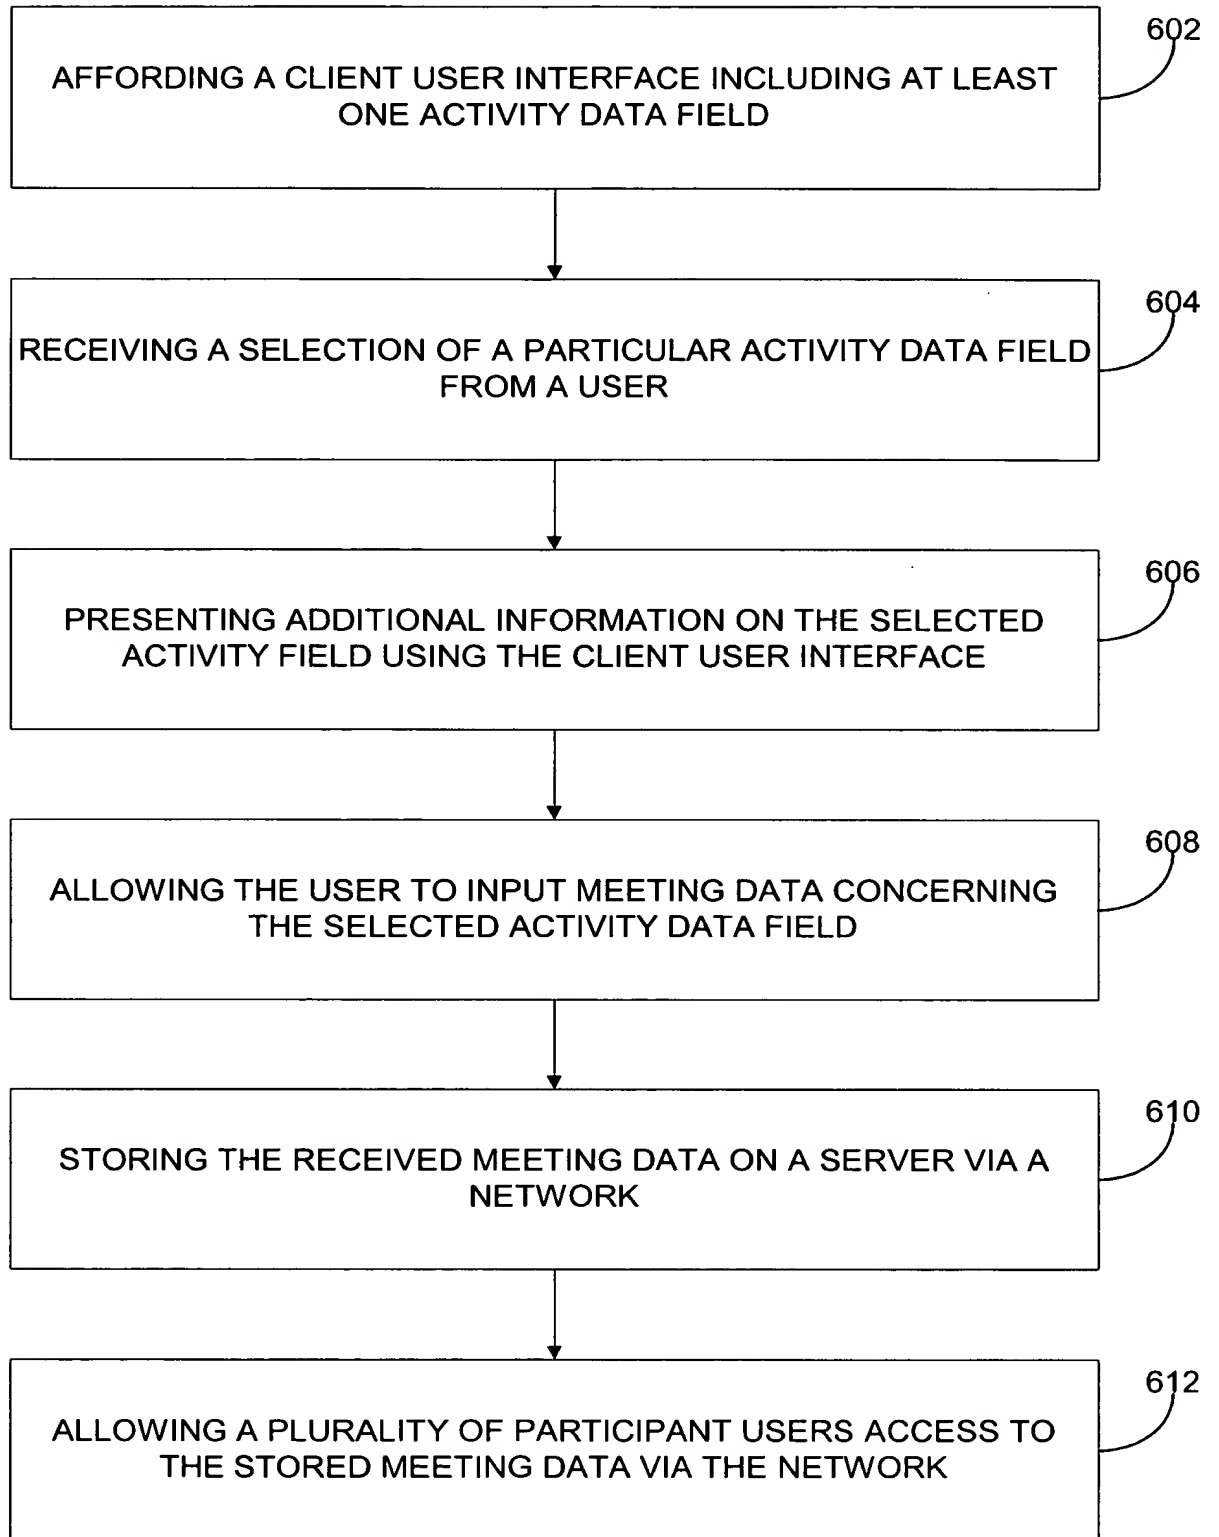 602
AFFORDING A CLIENT USER INTERFACE INCLUDING AT LEAST
ONE ACTIVITY DATA FIELD
604
RECEIVING A SELECTION OF A PARTICULAR ACTIVITY DATA FIELD
FROM A USER
606
PRESENTING ADDITIONAL INFORMATION ON THE SELECTED
ACTIVITY FIELD USING THE CLIENT USER INTERFACE
608
ALLOWING THE USER TO INPUT MEETING DATA CONCERNING
THE SELECTED ACTIVITY DATA FIELD
610
STORING THE RECEIVED MEETING DATA ON A SERVER VIA A
NETWORK
612
ALLOWING A PLURALITY OF PARTICIPANT USERS ACCESS TO
THE STORED MEETING DATA VIA THE NETWORK